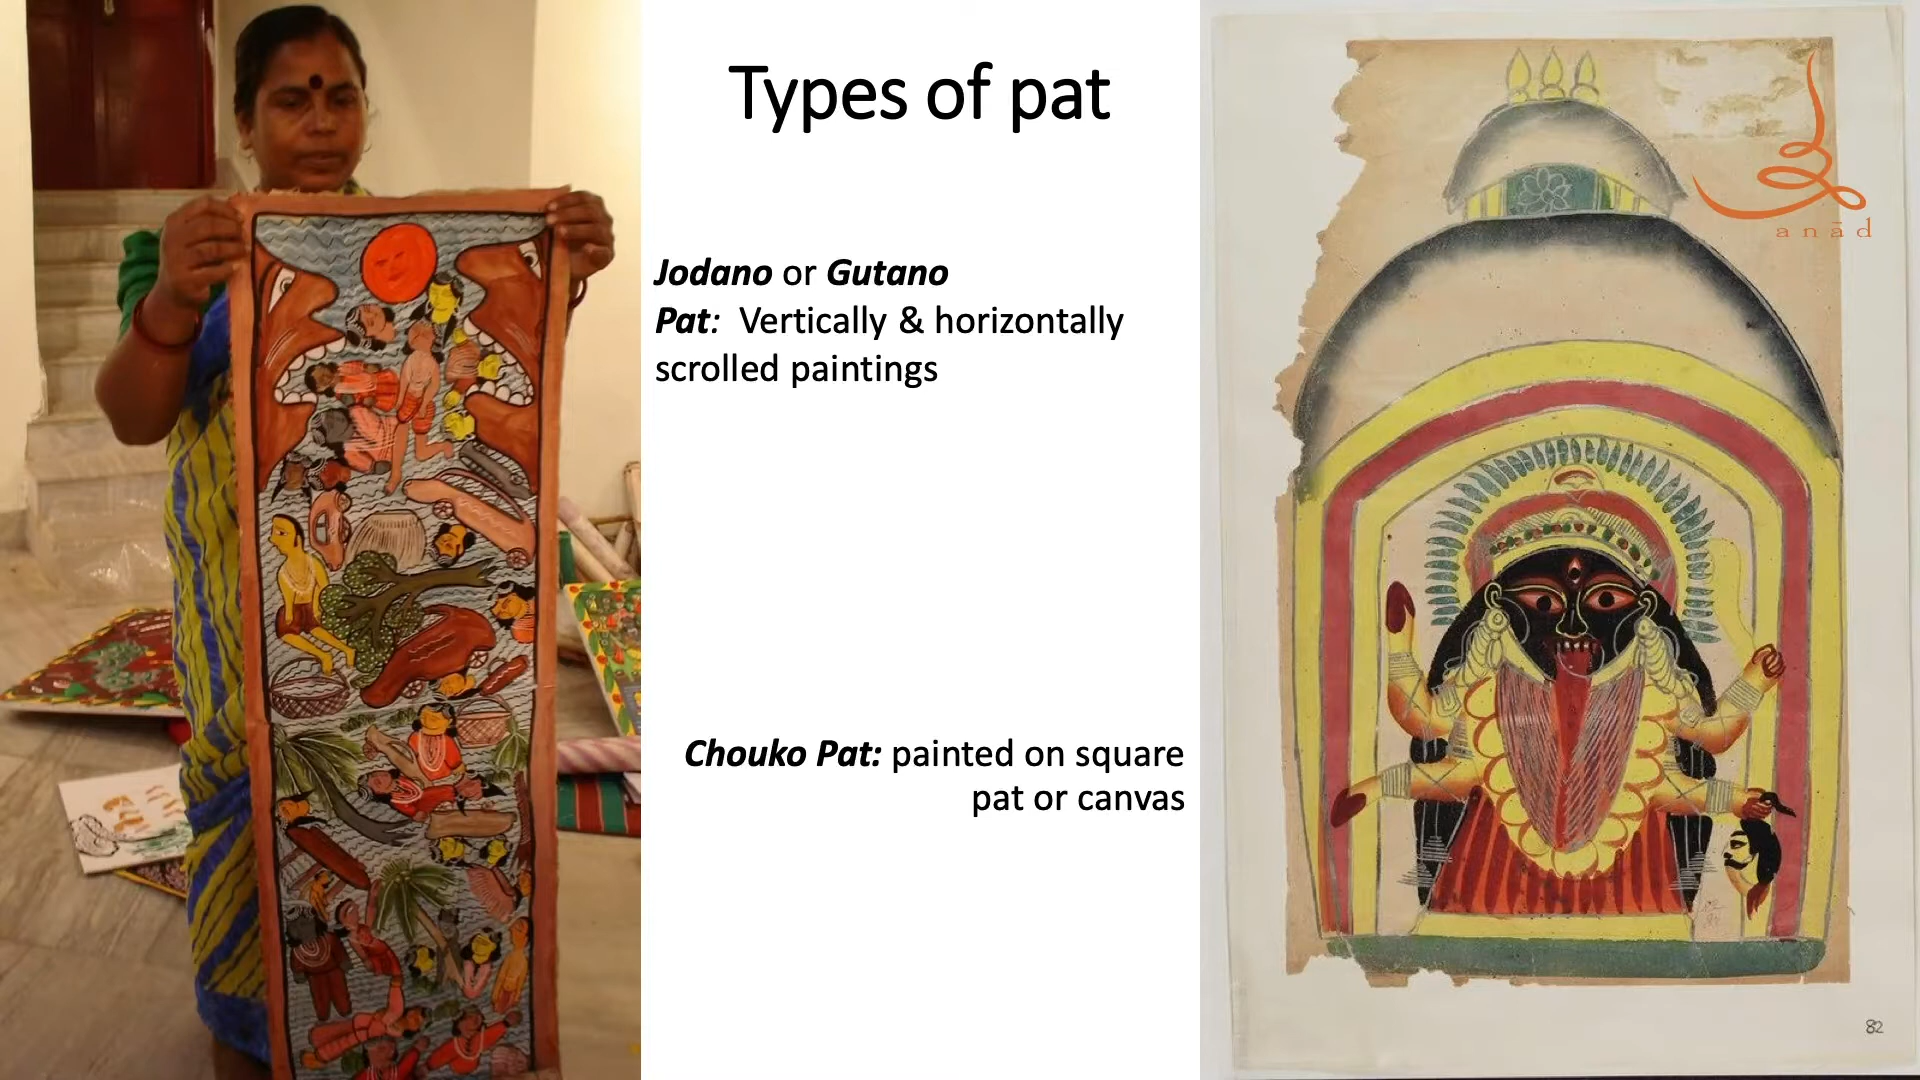 Types of pat
Jodano or Gutano
Pat: Vertically & horizontally
scrolled paintings
Chouko Pat: painted on square
pat or canvas
anād
82